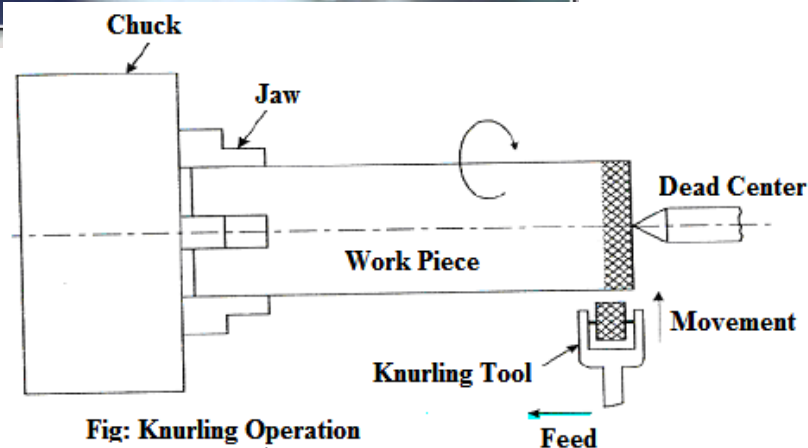 Chuck
Jaw
Dead Center
Work Piece
Movement
Knurling Tool
Fig: Knurling Operation
Feed